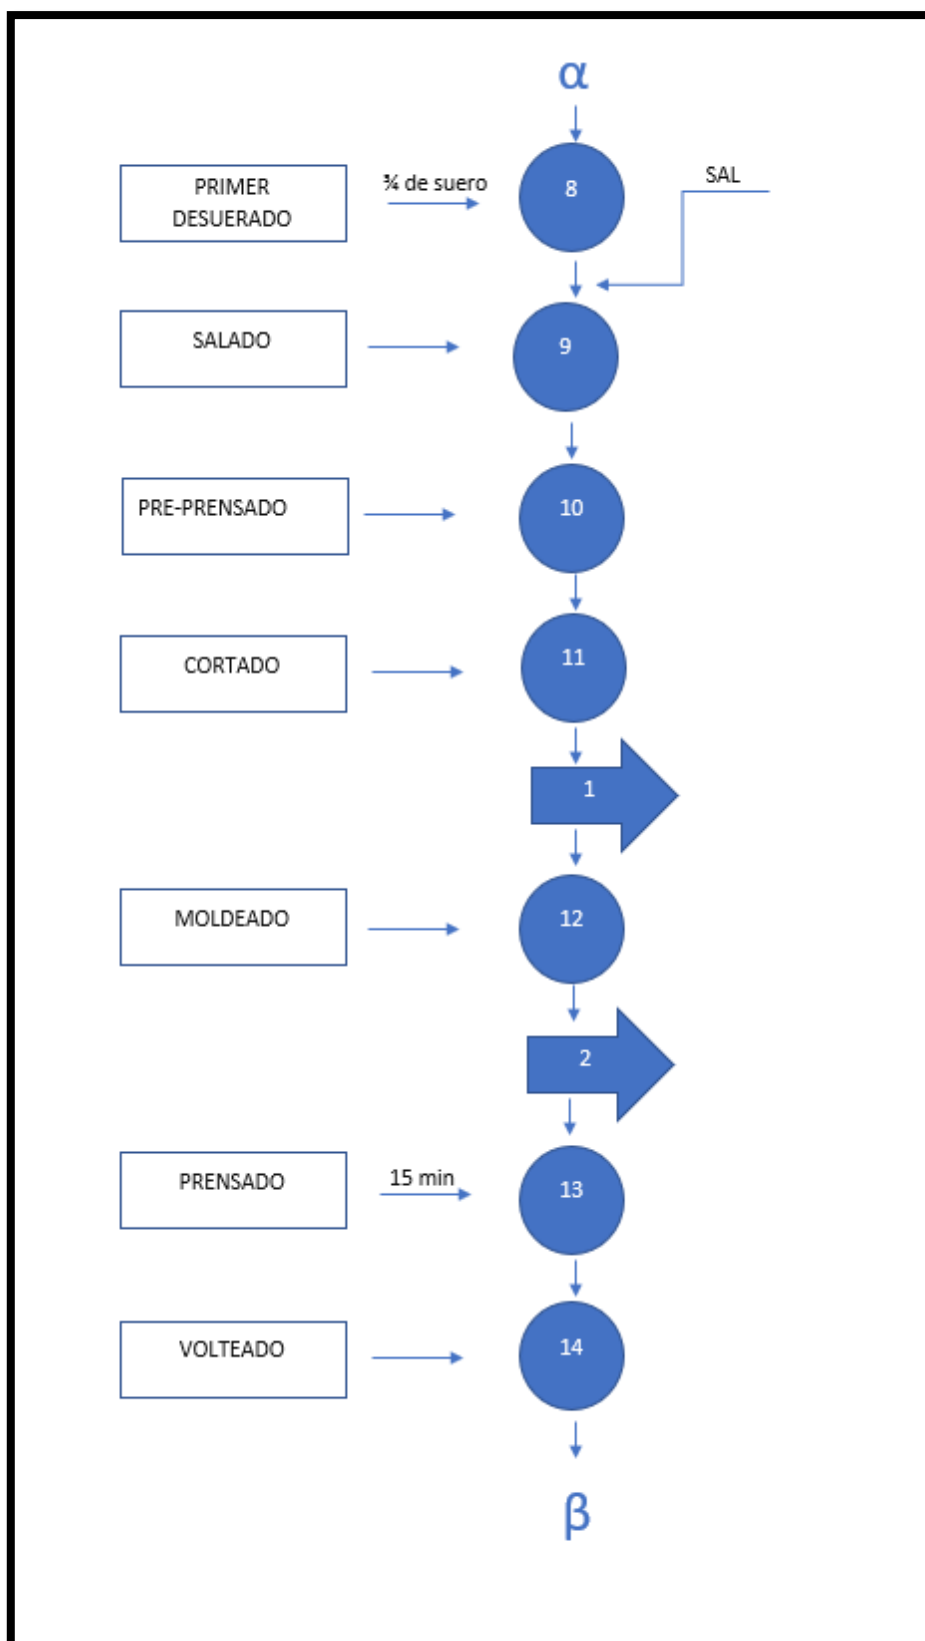 α
PRIMER
DESUERADO
¾ de suero
8
SAL
SALADO
9
PRE-PRENSADO
10
CORTADO
11
1
MOLDEADO
12
2
PRENSADO
15 min
13
VOLTEADO
14
β